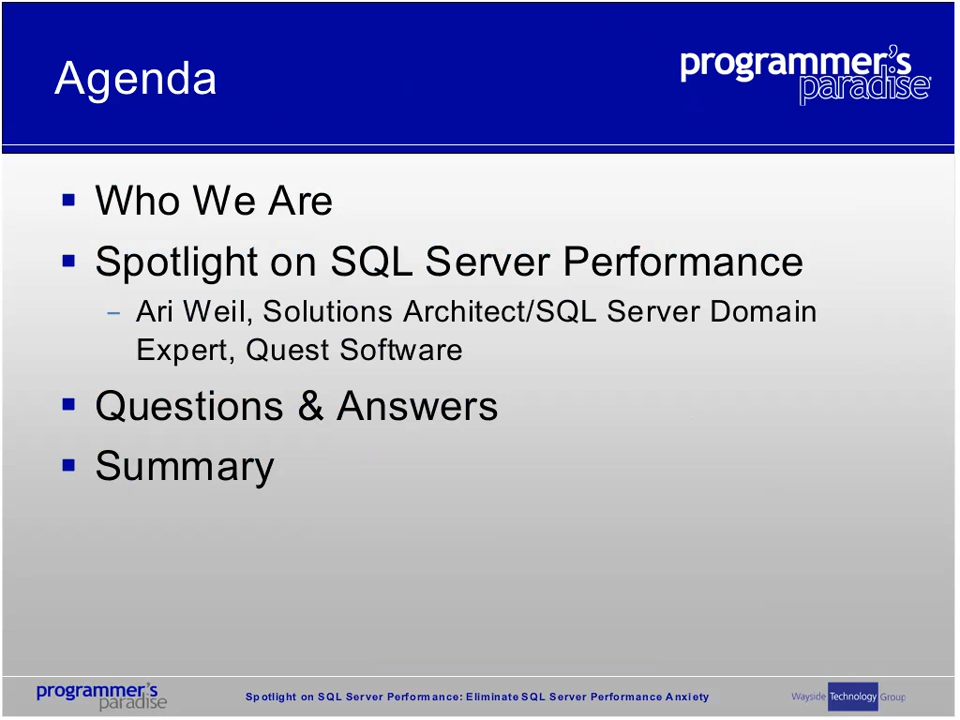 Agenda
programmer's
paradise
Who We Are
Spotlight on SQL Server Performance
– Ari Weil, Solutions Architect/SQL Server Domain
Expert, Quest Software
Questions & Answers
Summary
programmer's
paradise
Spotlight on SQL Server Performance: Eliminate SQL Server Performance Anxiety
Wayside Technology Group